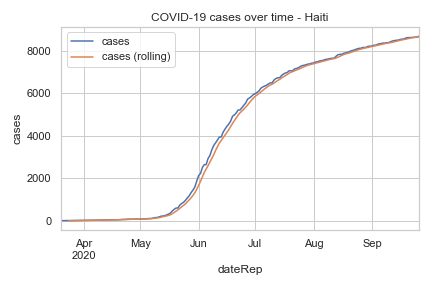 COVID-19 cases over time - Haiti
cases
cases (rolling)
cases
8000
6000
4000
2000
0
Apr
2020
May
Jun
Jul
Aug
Sep
dateRep